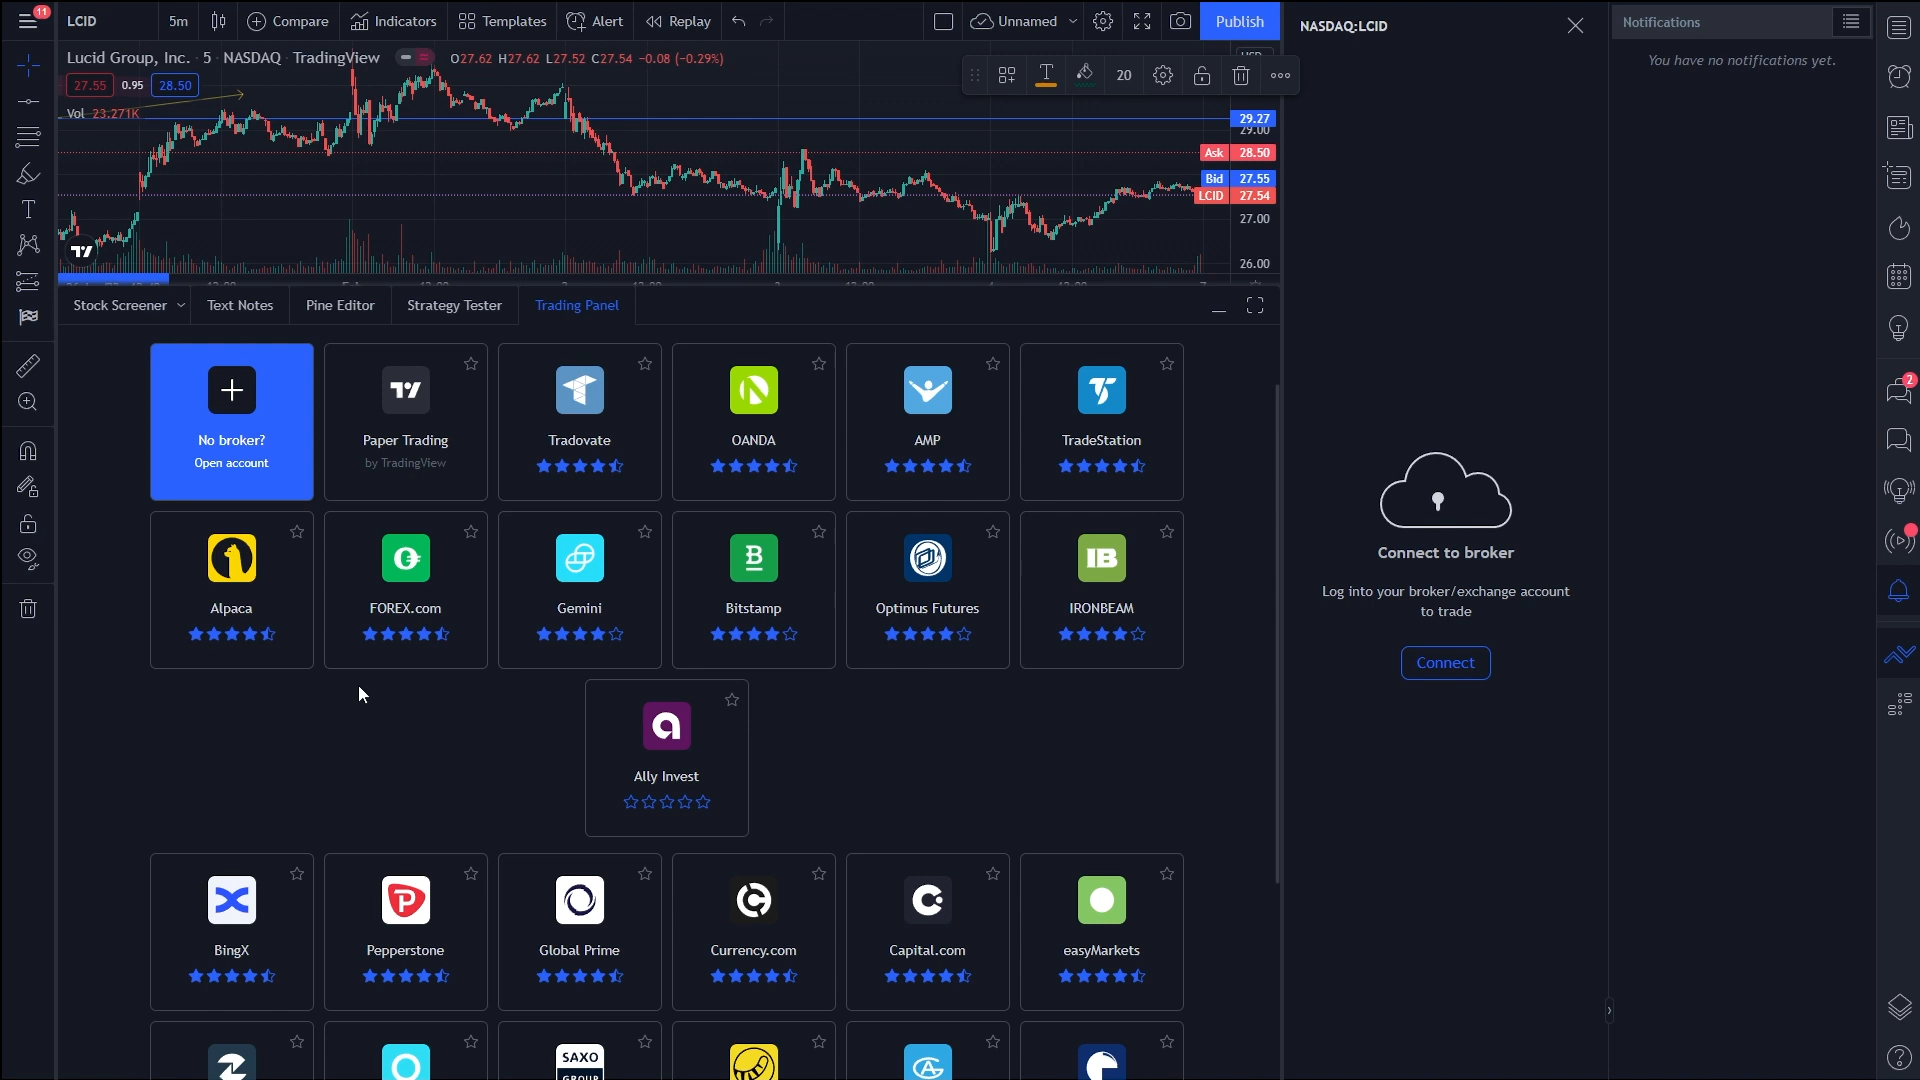 11
LCID
5m
Compare
Indicators
Templates
Alert
Replay
Unnamed
Publish
NASDAQ:LCID
Notifications
You have no notifications yet.
Lucid Group, Inc. · 5 · NASDAQ · TradingView
O27.62 H27.62 L27.52 C27.54 −0.08 (−0.29%)
27.55 0.95 28.50
Vol 23.271K
20
29.27
29.00
Ask 28.50
Bid 27.55
LCID 27.54
27.00
26.00
Stock Screener
Text Notes
Pine Editor
Strategy Tester
Trading Panel
No broker?
Open account
Paper Trading
by TradingView
Tradovate
OANDA
AMP
TradeStation
Alpaca
FOREX.com
Gemini
Bitstamp
Optimus Futures
IB
IRONBEAM
Ally Invest
BingX
Pepperstone
Global Prime
Currency.com
Capital.com
easyMarkets
SAXO
GROUP
Connect to broker
Log into your broker/exchange account
to trade
Connect
2